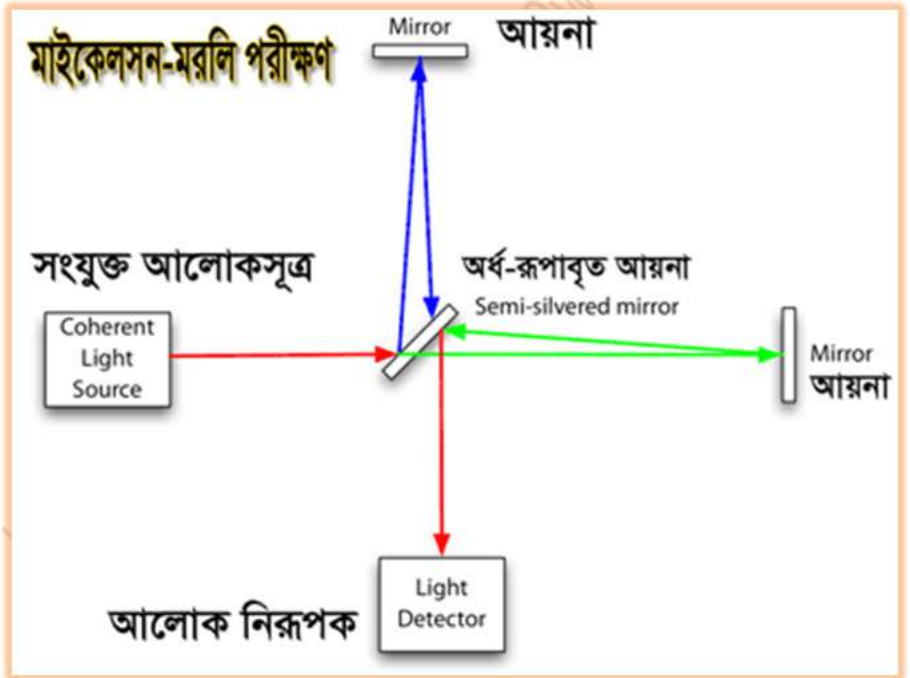 মাইকেলসন-মরলি পরীক্ষণ
Mirror
আয়না
সংযুক্ত আলোকসূত্র
Coherent
Light
Source
অর্ধ-রূপাবৃত আয়না
Semi-silvered mirror
Mirror
আয়না
আলোক নিরূপক
Light
Detector